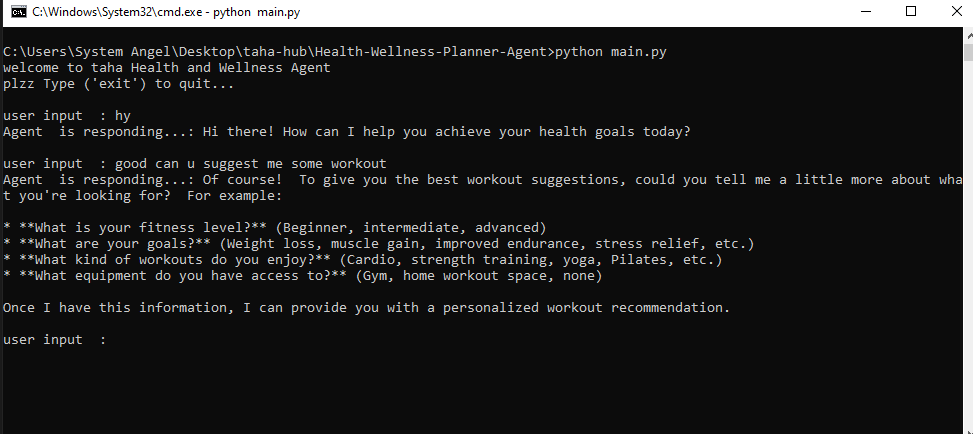 C:\Windows\System32\cmd.exe - python  main.py
C:\Users\System Angel\Desktop\taha-hub\Health-Wellness-Planner-Agent>python main.py
welcome to taha Health and Wellness Agent
plzz Type ('exit') to quit...
user input  : hy
Agent  is responding...: Hi there! How can I help you achieve your health goals today?
user input  : good can u suggest me some workout
Agent  is responding...: Of course!  To give you the best workout suggestions, could you tell me a little more about wha
t you're looking for?  For example:
* **What is your fitness level?** (Beginner, intermediate, advanced)
* **What are your goals?** (Weight loss, muscle gain, improved endurance, stress relief, etc.)
* **What kind of workouts do you enjoy?** (Cardio, strength training, yoga, Pilates, etc.)
* **What equipment do you have access to?** (Gym, home workout space, none)
Once I have this information, I can provide you with a personalized workout recommendation.
user input  :